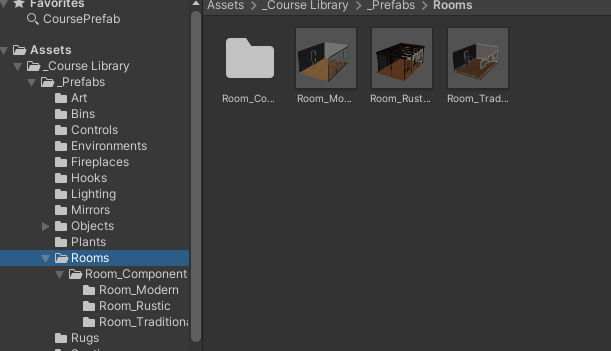 Favorites
CoursePrefab
Assets
_Course Library
_Prefabs
Art
Bins
Controls
Environments
Fireplaces
Hooks
Lighting
Mirrors
Objects
Plants
Rooms
Room_Component
Room_Modern
Room_Rustic
Room_Traditiona
Rugs
Assets > _Course Library > _Prefabs > Rooms
Room_Co... Room_Mo... Room_Rust... Room_Trad...